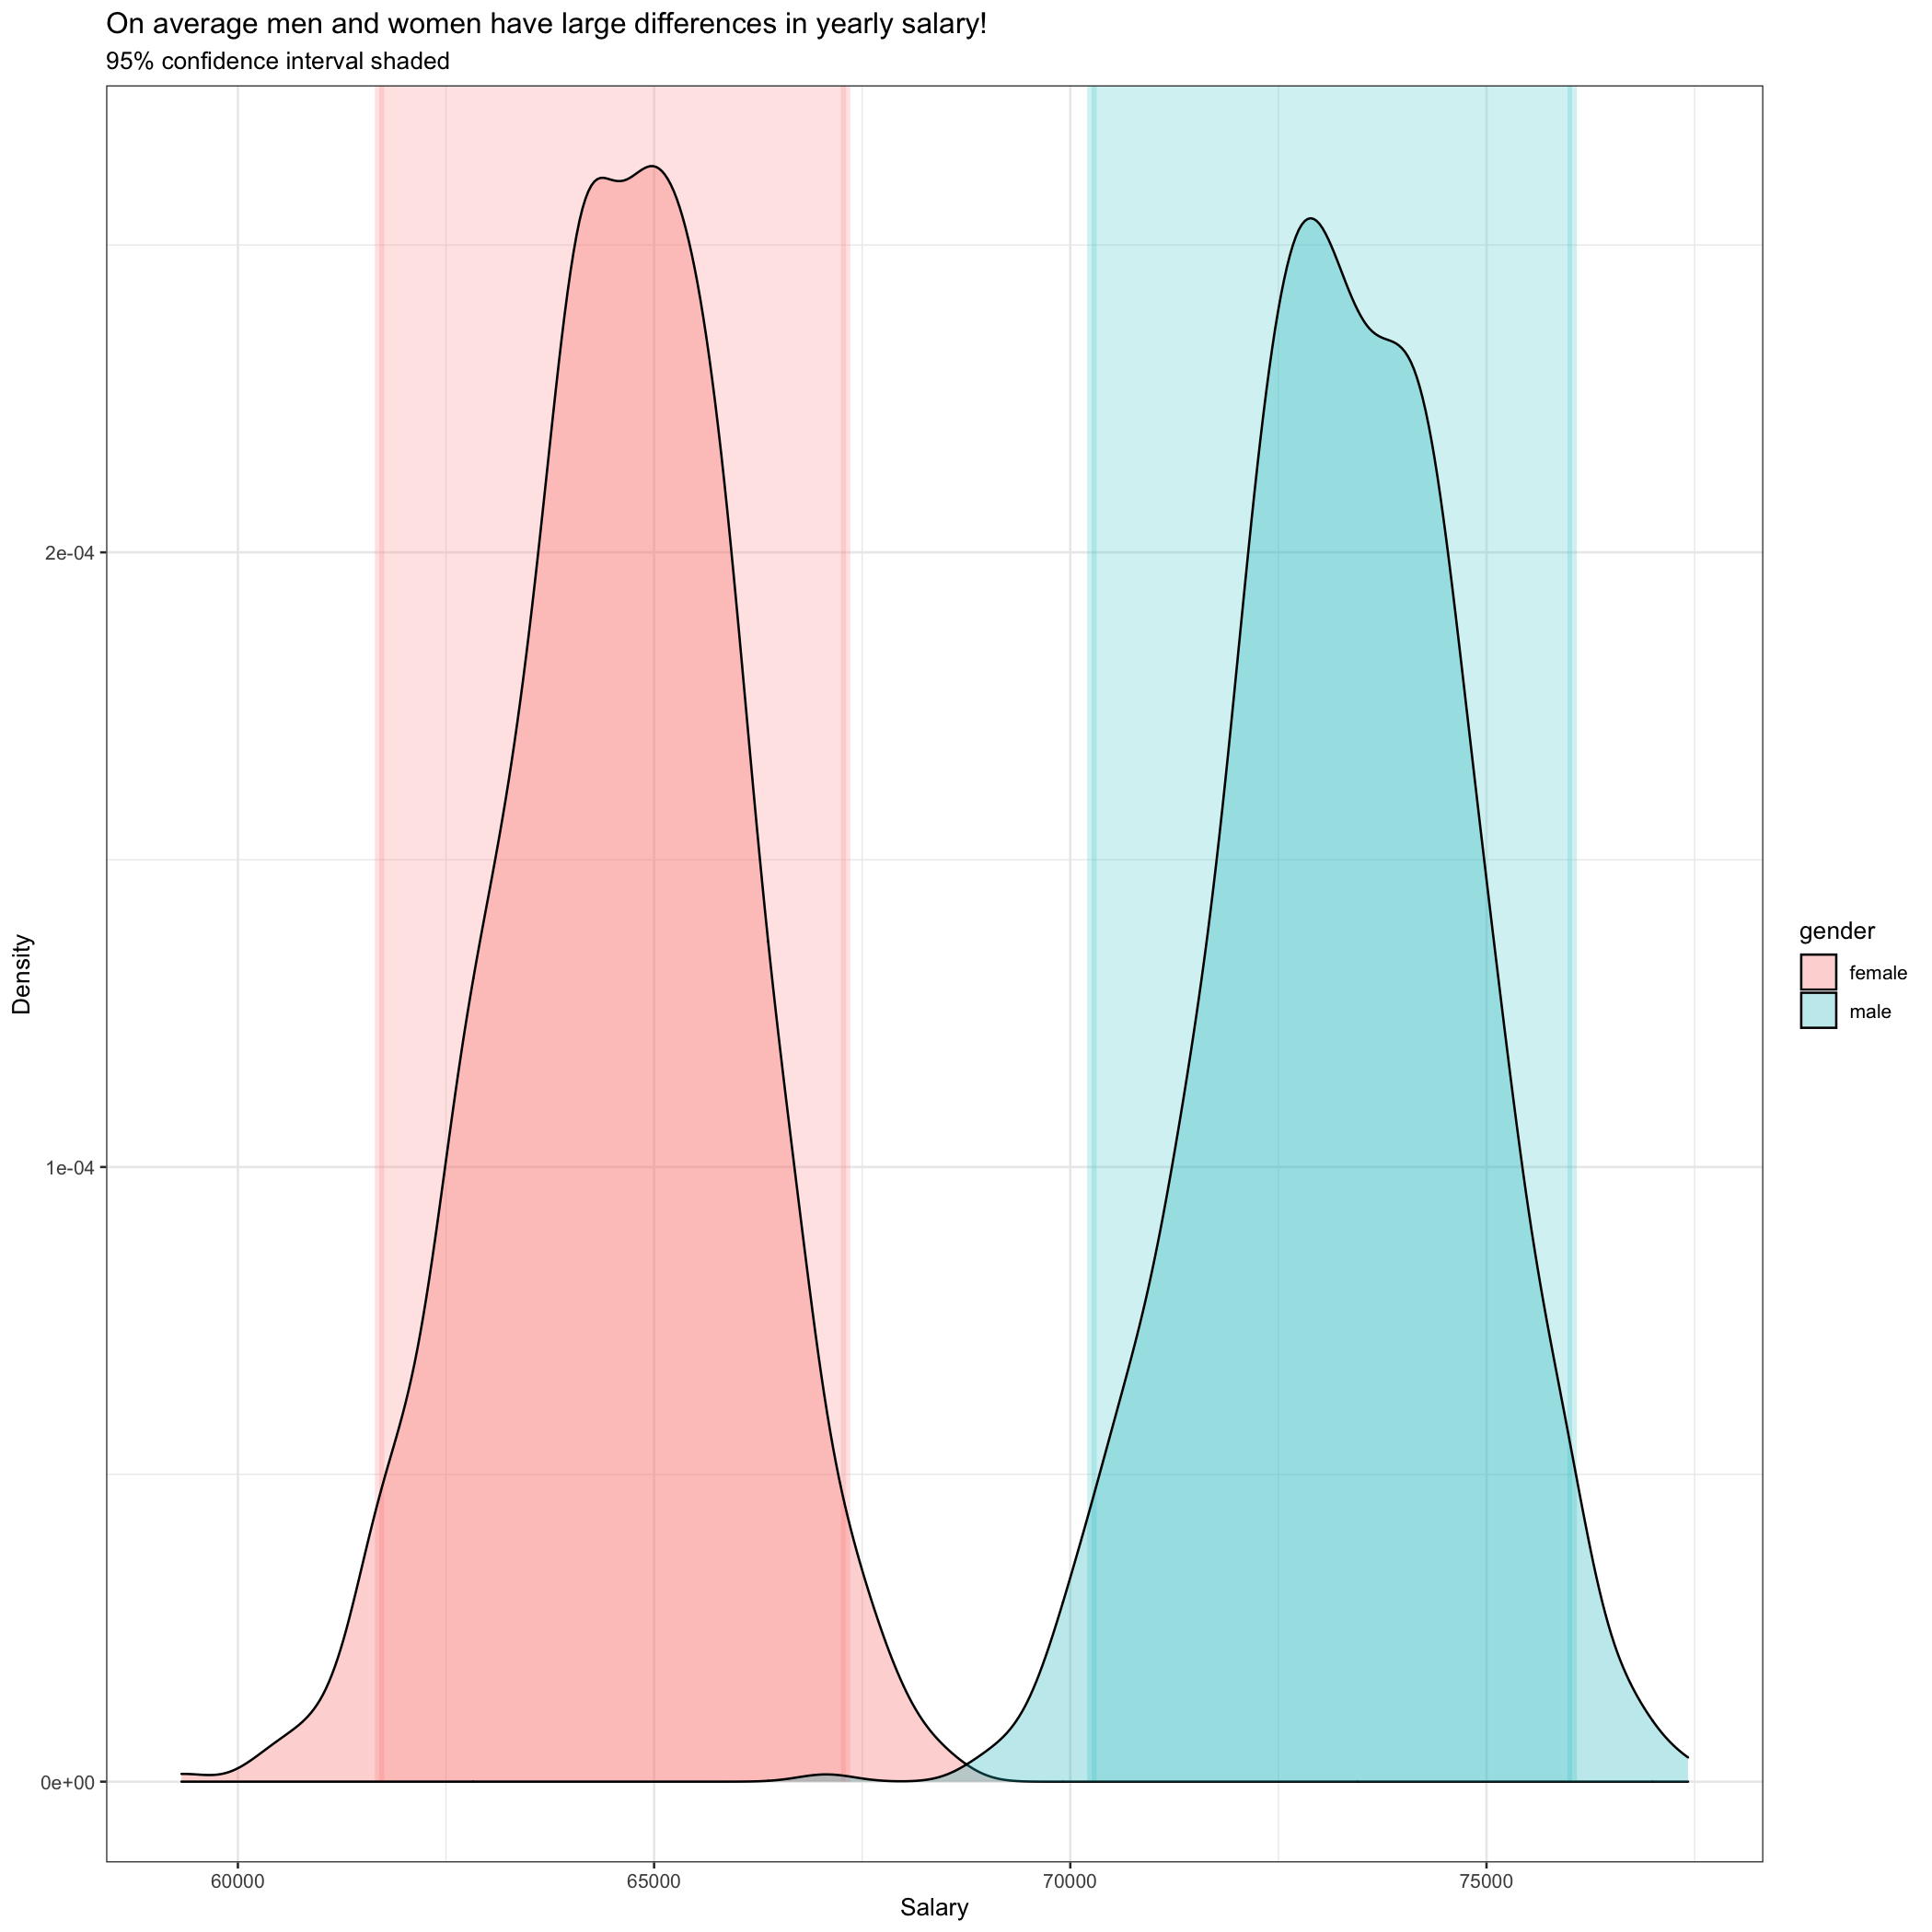 On average men and women have large differences in yearly salary!
95% confidence interval shaded
2e-04
1e-04
0e+00
Density
60000
65000
70000
75000
Salary
gender
female
male